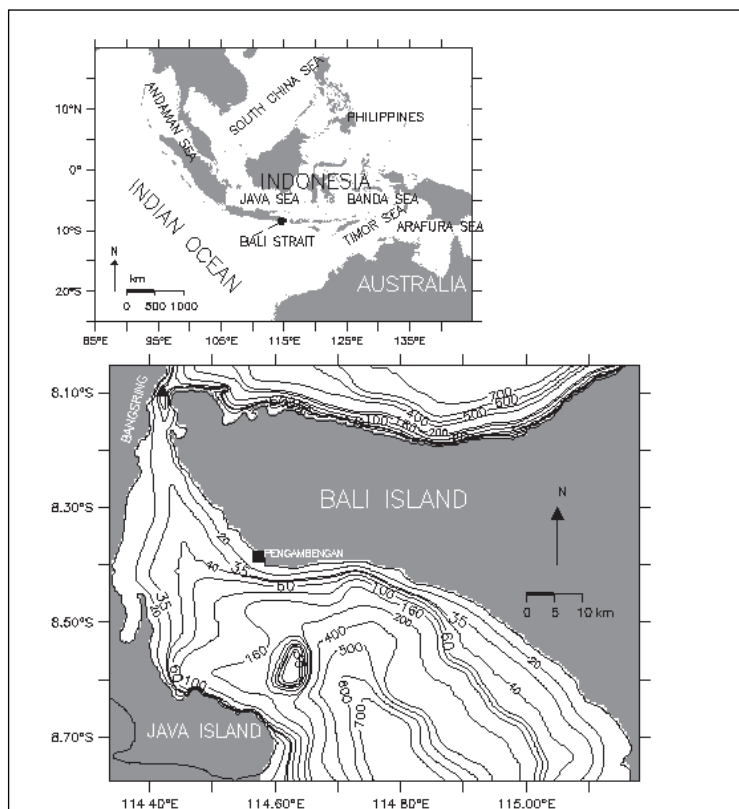 SOUTH CHINA SEA
ANDAMAN SEA
10°N
PHILIPPINES
0°
INDONESIA
JAVA SEA
BANDA SEA
INDIAN OCEAN
TIMOR SEA
ARAFURA SEA
10°S
BALI STRAIT
N
km
0 500 1000
AUSTRALIA
20°S
85°E 95°E 105°E 115°E 125°E 135°E
8.10°S
BANGSRING
700
600
500
400
200
160
100
BALI ISLAND
N
8.30°S
20
PENGAMBENGAN
40
35
60
35
20
100
160
200
35
60
0 5 10 km
8.50°S
400
500
160
20
40
60
100
600
700
8.70°S
JAVA ISLAND
114.40°E 114.60°E 114.80°E 115.00°E